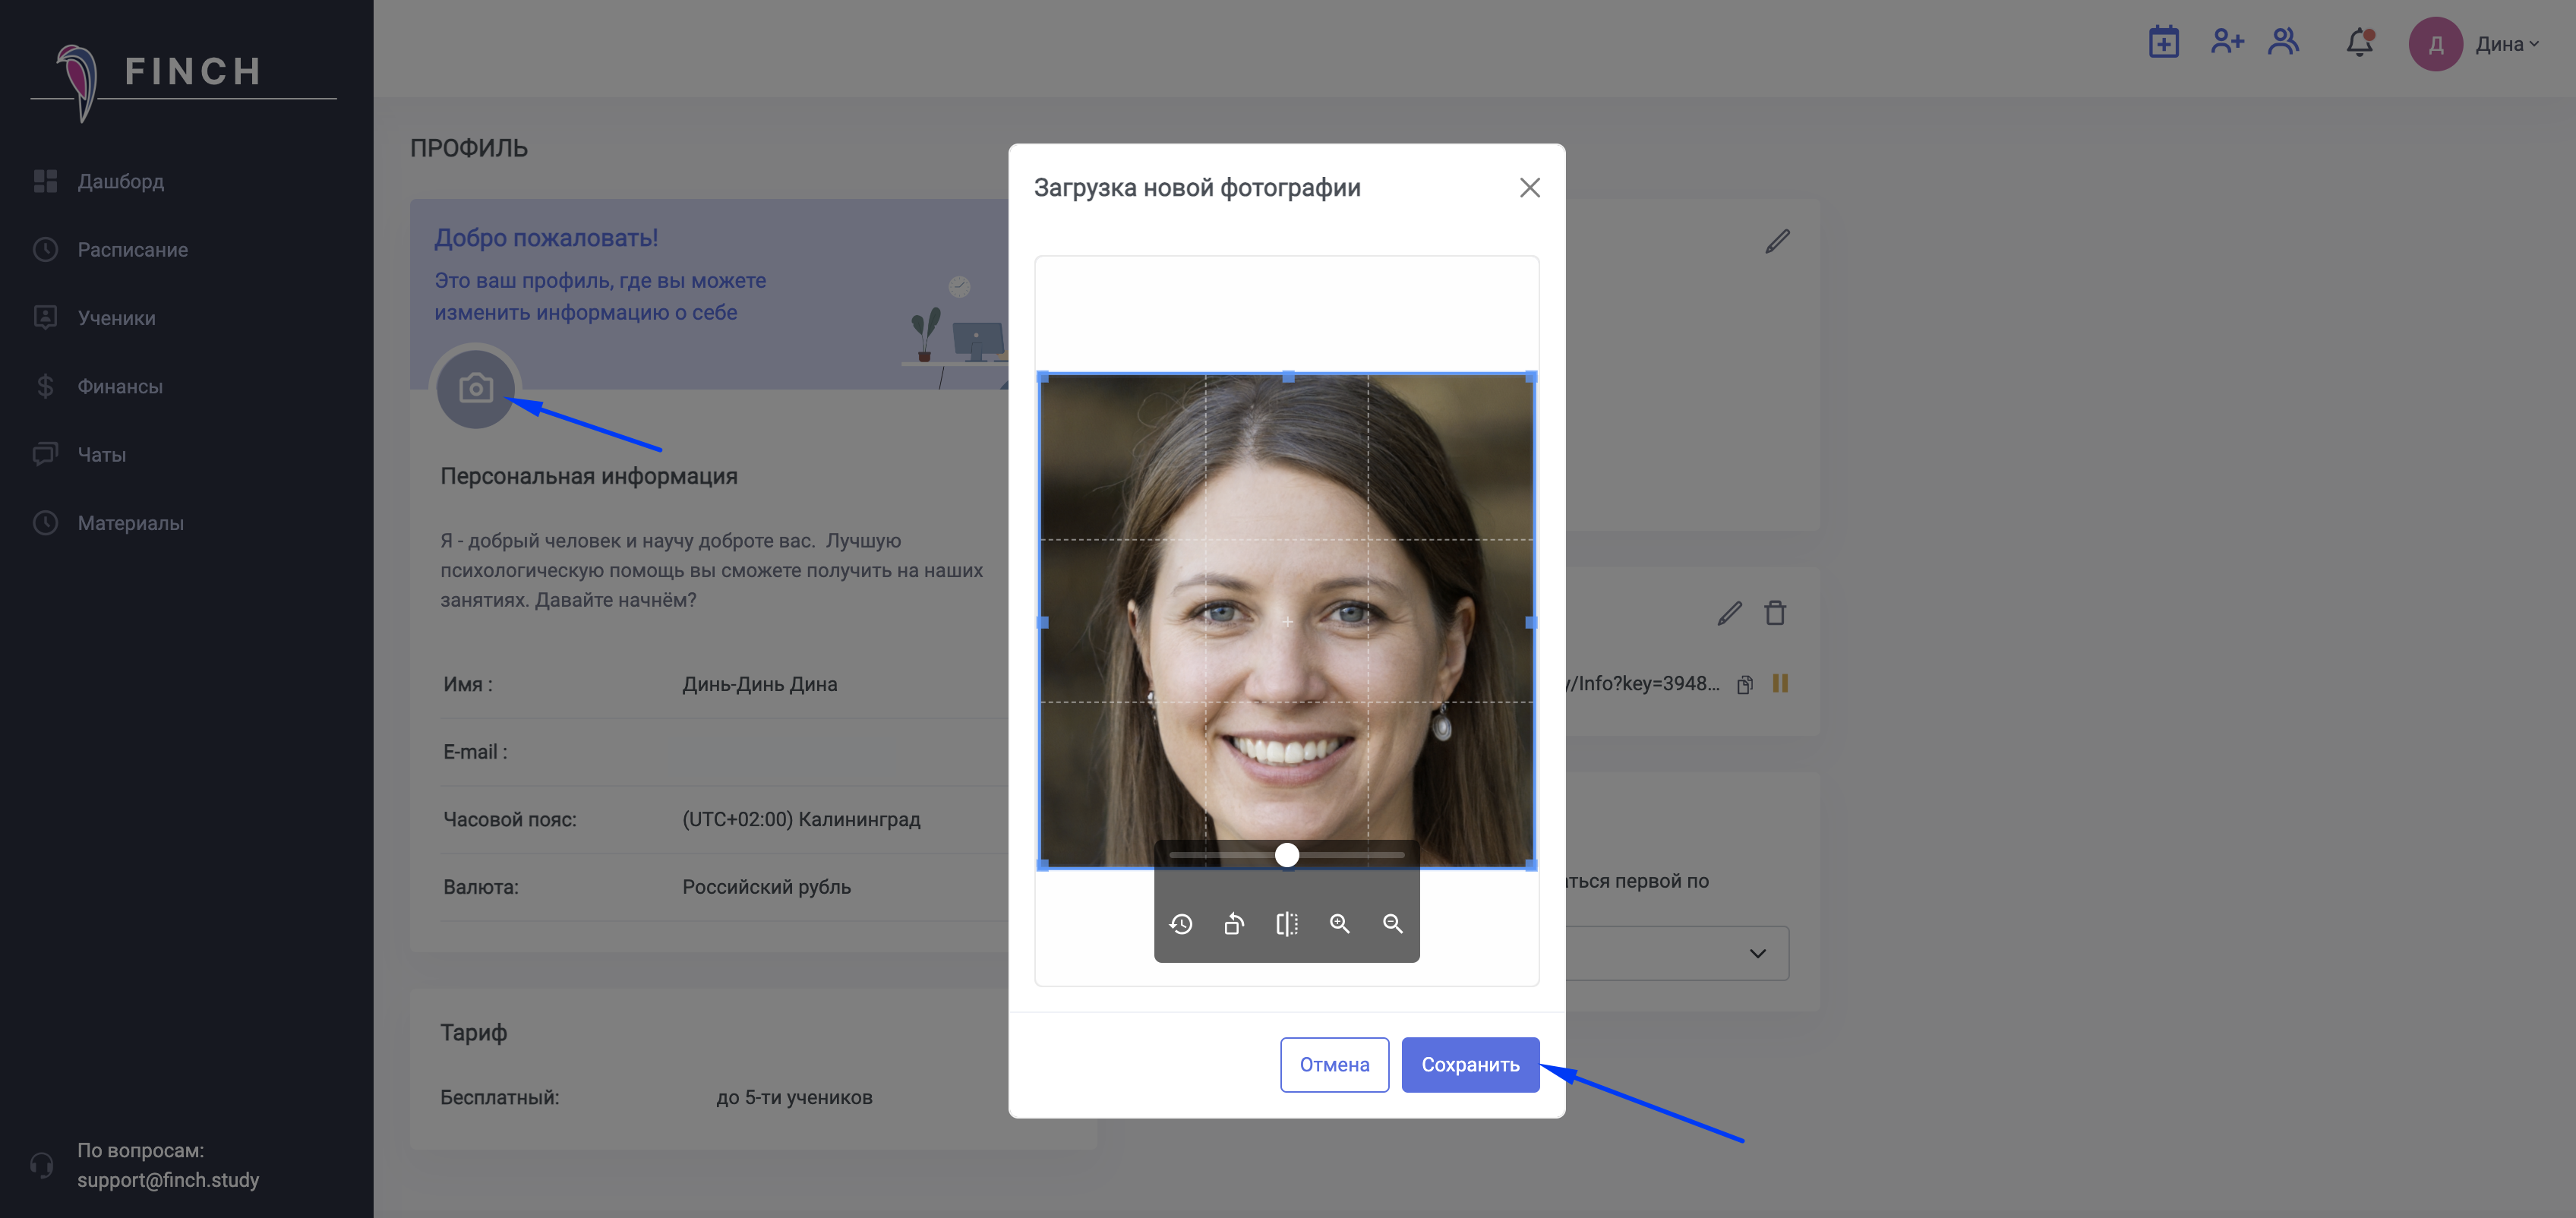 FINCH
Дашборд
Расписание
Ученики
Финансы
Чаты
Материалы
По вопросам:
support@finch.study
Д
Дина
ПРОФИЛЬ
Добро пожаловать!
Это ваш профиль, где вы можете
изменить информацию о себе
Персональная информация
Я - добрый человек и научу доброте вас. Лучшую
психологическую помощь вы сможете получить на наших
занятиях. Давайте начнём?
Имя : Динь-Динь Дина
E-mail :
Часовой пояс: (UTC+02:00) Калининград
Валюта: Российский рубль
Тариф
Бесплатный: до 5-ти учеников
Загрузка новой фотографии
Отмена
Сохранить
/Info?key=3948...
ться первой по